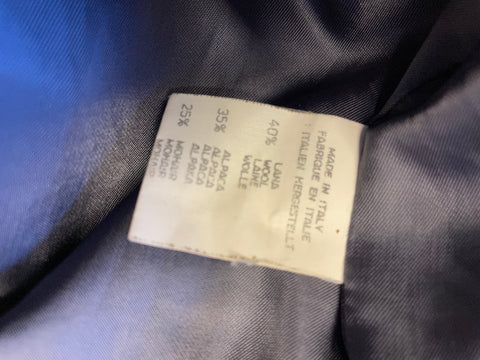 MADE IN ITALY
FABRIQUE EN ITALIE
ITALIEN HERGESTELLT
40% LANA
WOOL
LAINE
WOLLE
35% ALPACA
ALPACA
ALPAGA
ALPAKA
25% MOHAIR
MOHAIR
MOHAIR